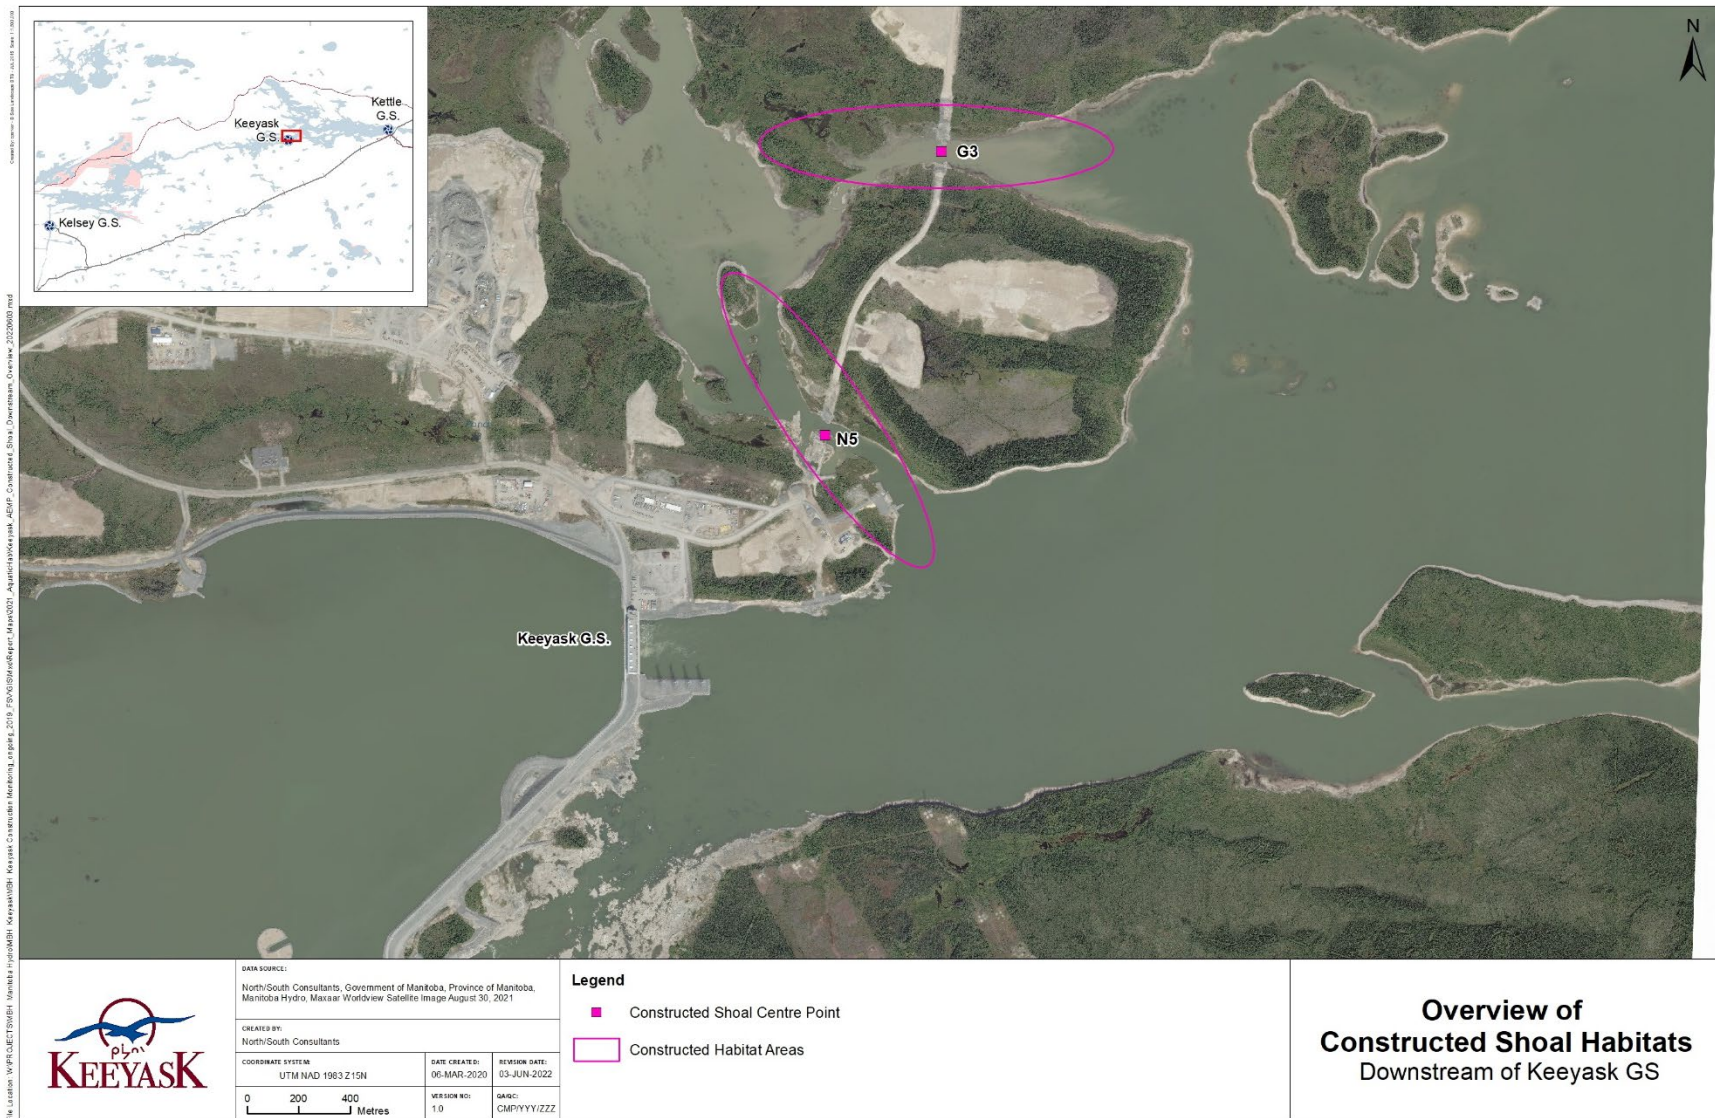 Kettle
G.S.
Keeyask
G.S.
Kelsey G.S.
N
G3
N5
Keeyask G.S.
KEEYASK
DATA SOURCE:
North/South Consultants, Government of Manitoba, Province of Manitoba,
Manitoba Hydro, Maxaar Worldview Satellite Image August 30, 2021
CREATED BY:
North/South Consultants
COORDINATE SYSTEM:
UTM NAD 1983 Z15N
DATE CREATED:
06-MAR-2020
REVISION DATE:
03-JUN-2022
0 200 400
Metres
VERSION NO:
1.0
QA/QC:
CMP/YYY/ZZZ
Legend
Constructed Shoal Centre Point
Constructed Habitat Areas
Overview of
Constructed Shoal Habitats
Downstream of Keeyask GS